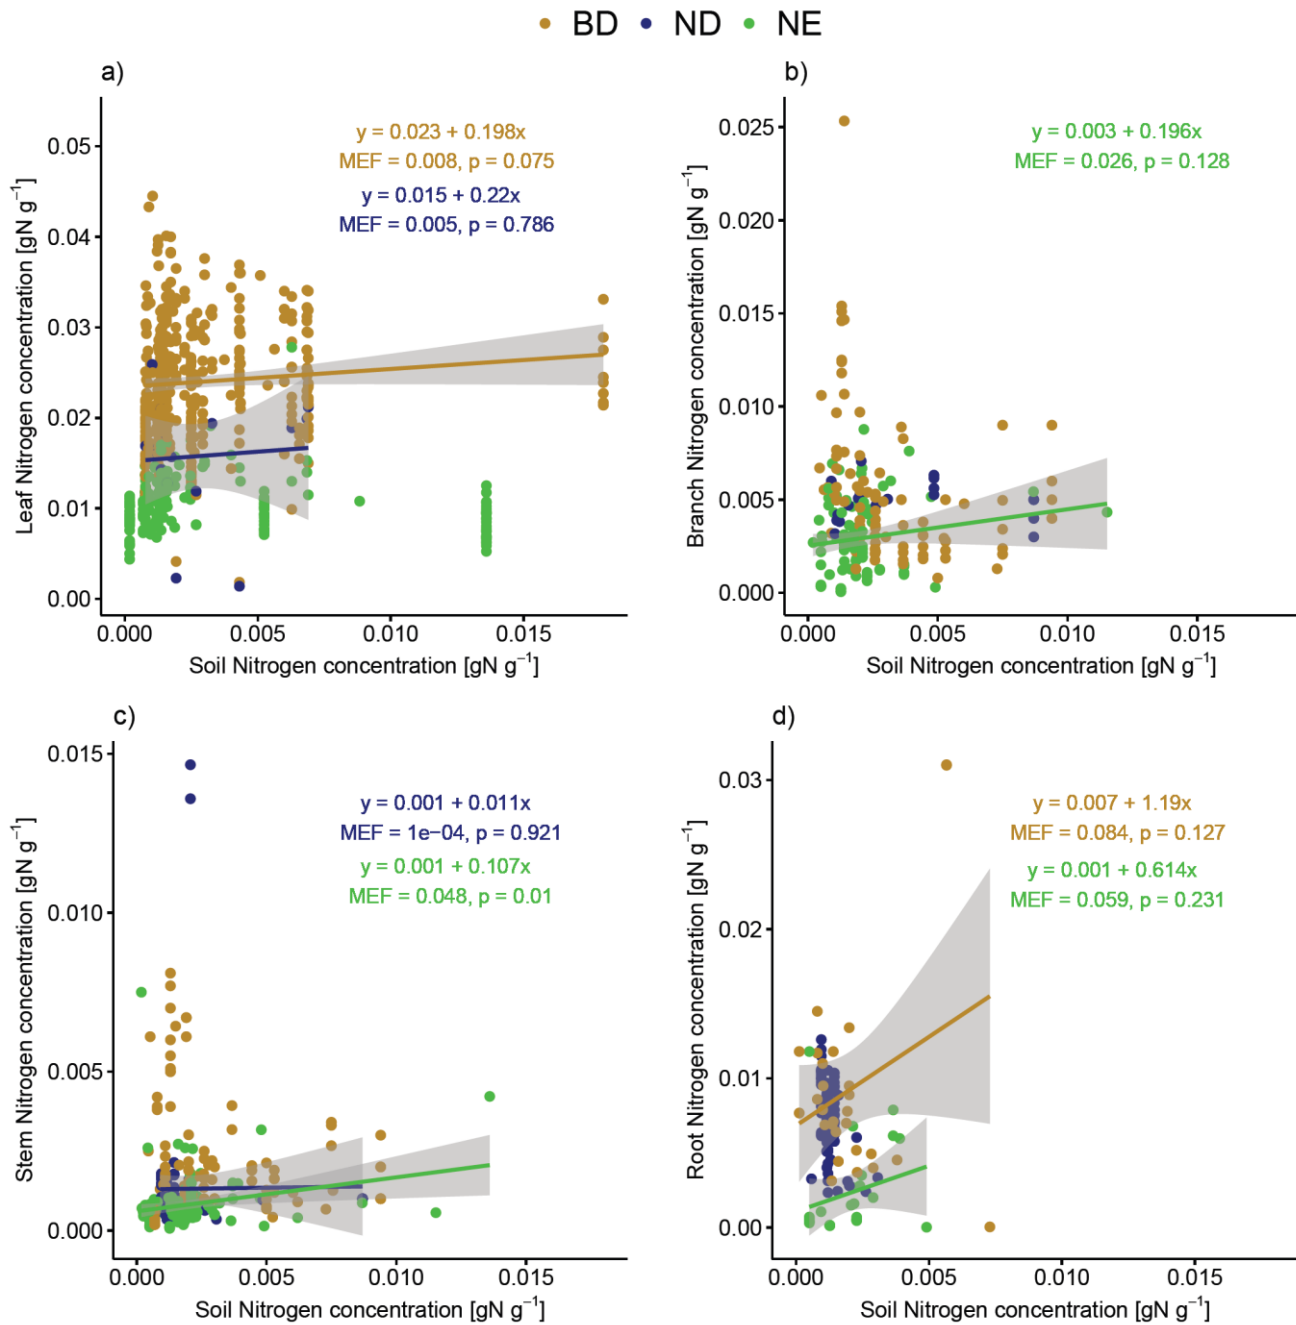 BD ND NE
a)
y = 0.023 + 0.198x
MEF = 0.008, p = 0.075
y = 0.015 + 0.22x
MEF = 0.005, p = 0.786
0.05
0.04
0.03
0.02
0.01
0.00
Leaf Nitrogen concentration [gN g⁻¹]
0.000 0.005 0.010 0.015
Soil Nitrogen concentration [gN g⁻¹]
b)
y = 0.003 + 0.196x
MEF = 0.026, p = 0.128
0.025
0.020
0.015
0.010
0.005
0.000
Branch Nitrogen concentration [gN g⁻¹]
0.000 0.005 0.010 0.015
Soil Nitrogen concentration [gN g⁻¹]
c)
y = 0.001 + 0.011x
MEF = 1e−04, p = 0.921
y = 0.001 + 0.107x
MEF = 0.048, p = 0.01
0.015
0.010
0.005
0.000
Stem Nitrogen concentration [gN g⁻¹]
0.000 0.005 0.010 0.015
Soil Nitrogen concentration [gN g⁻¹]
d)
y = 0.007 + 1.19x
MEF = 0.084, p = 0.127
y = 0.001 + 0.614x
MEF = 0.059, p = 0.231
0.03
0.02
0.01
0.00
Root Nitrogen concentration [gN g⁻¹]
0.000 0.005 0.010 0.015
Soil Nitrogen concentration [gN g⁻¹]